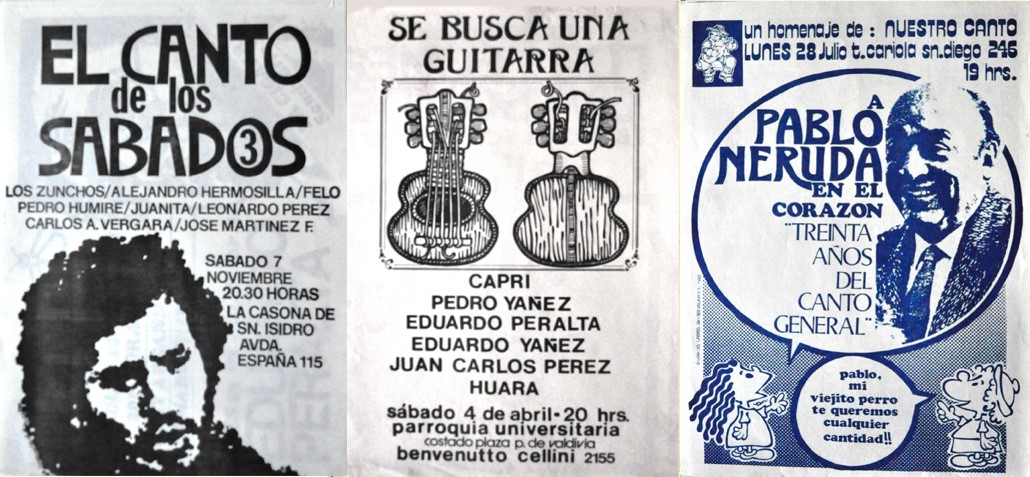 EL CANTO
de los
SABADOS
3
LOS ZUNCHOS/ALEJANDRO HERMOSILLA/FELO
PEDRO HUMIRE/JUANITA/LEONARDO PEREZ
CARLOS A. VERGARA/JOSE MARTINEZ F.
SABADO 7
NOVIEMBRE
20.30 HORAS
LA CASONA DE
SN. ISIDRO
AVDA.
ESPAÑA 115
SE BUSCA UNA
GUITARRA
CAPRI
PEDRO YAÑEZ
EDUARDO PERALTA
EDUARDO YAÑEZ
JUAN CARLOS PEREZ
HUARA
sábado 4 de abril·20 hrs.
parroquia universitaria
costado plaza p. de valdivia
benvenutto cellini 2155
un homenaje de: NUESTRO CANTO
LUNES 28 Julio t. cariola sn.diego 246
19 hrs.
A
PABLO
NERUDA
EN EL
CORAZON
"TREINTA
AÑOS
DEL
CANTO
GENERAL"
pablo,
mi
viejito perro
te queremos
cualquier
cantidad!!